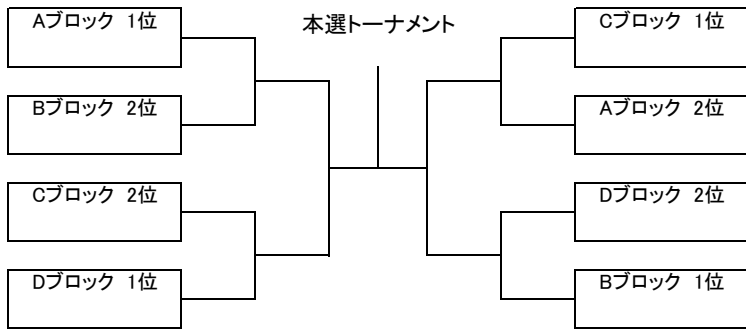 本選トーナメント
Aブロック 1位
Bブロック 2位
Cブロック 2位
Dブロック 1位
Cブロック 1位
Aブロック 2位
Dブロック 2位
Bブロック 1位